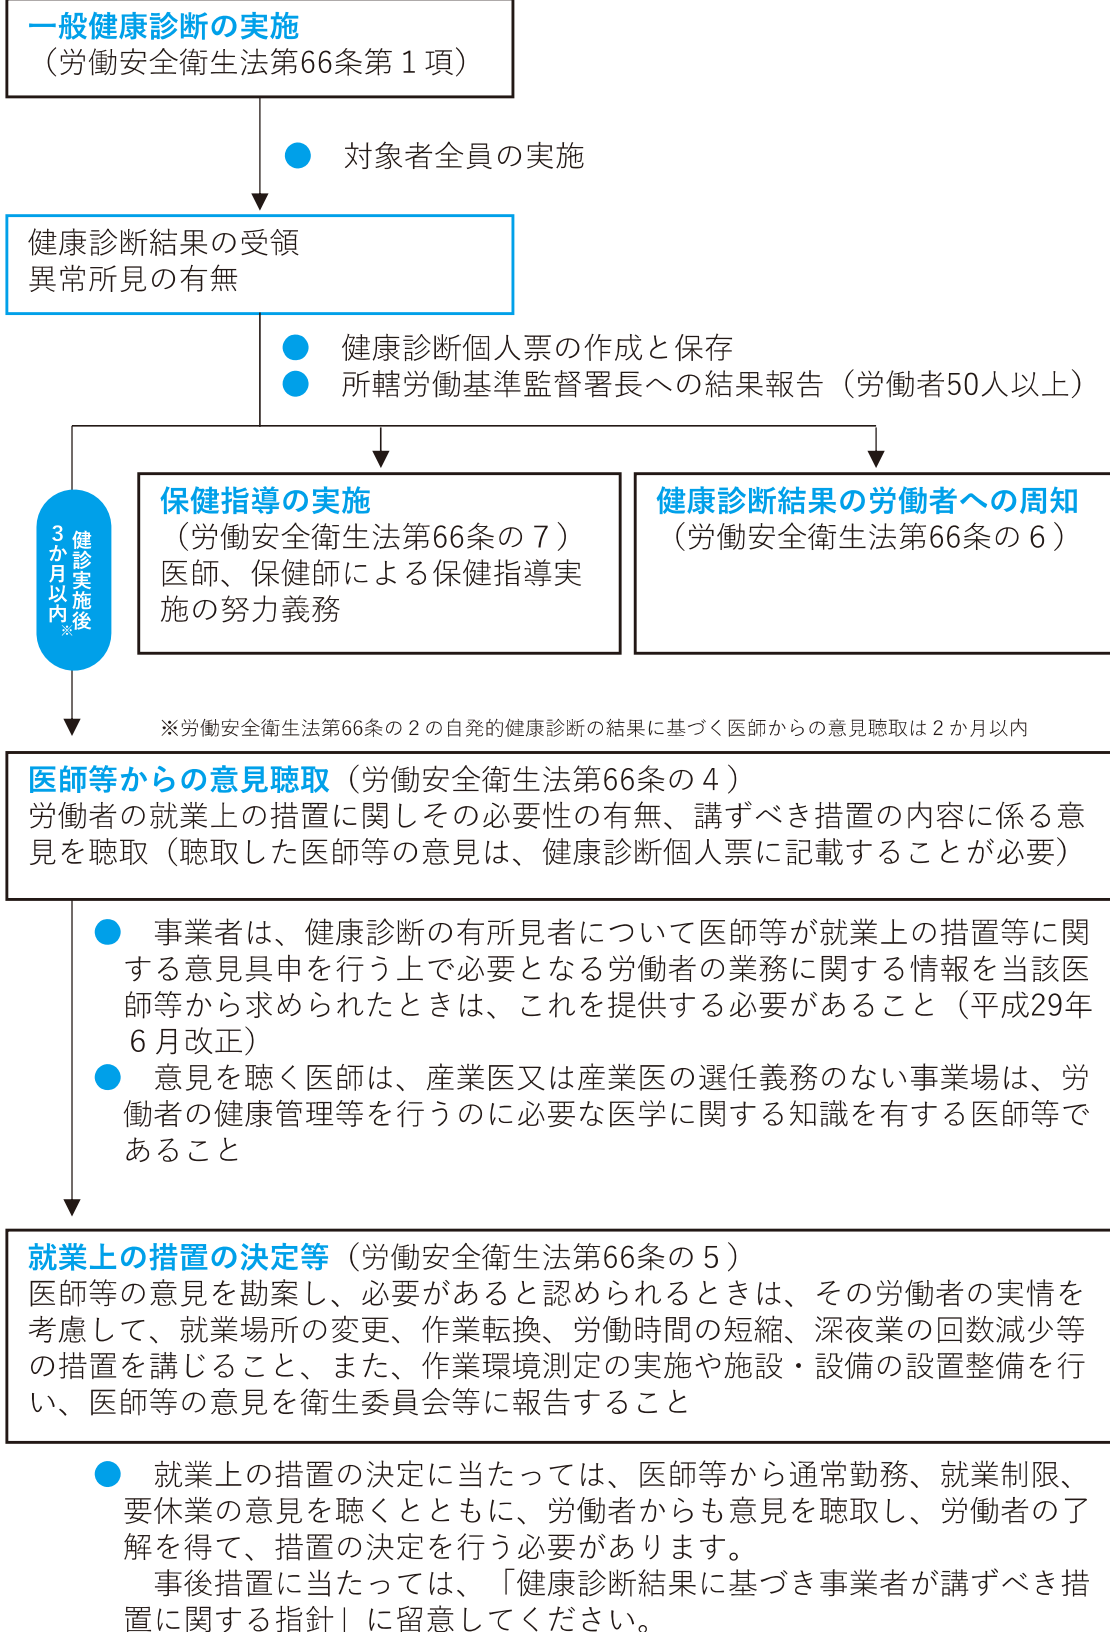 一般健康診断の実施
（労働安全衛生法第66条第１項）
● 対象者全員の実施
健康診断結果の受領
異常所見の有無
● 健康診断個人票の作成と保存
● 所轄労働基準監督署長への結果報告（労働者50人以上）
健診実施後
３か月以内※
保健指導の実施
（労働安全衛生法第66条の７）
医師、保健師による保健指導実
施の努力義務
健康診断結果の労働者への周知
（労働安全衛生法第66条の６）
※労働安全衛生法第66条の２の自発的健康診断の結果に基づく医師からの意見聴取は２か月以内
医師等からの意見聴取（労働安全衛生法第66条の４）
労働者の就業上の措置に関しその必要性の有無、講ずべき措置の内容に係る意
見を聴取（聴取した医師等の意見は、健康診断個人票に記載することが必要）
● 事業者は、健康診断の有所見者について医師等が就業上の措置等に関
する意見具申を行う上で必要となる労働者の業務に関する情報を当該医
師等から求められたときは、これを提供する必要があること（平成29年
６月改正）
● 意見を聴く医師は、産業医又は産業医の選任義務のない事業場は、労
働者の健康管理等を行うのに必要な医学に関する知識を有する医師等で
あること
就業上の措置の決定等（労働安全衛生法第66条の５）
医師等の意見を勘案し、必要があると認められるときは、その労働者の実情を
考慮して、就業場所の変更、作業転換、労働時間の短縮、深夜業の回数減少等
の措置を講じること、また、作業環境測定の実施や施設・設備の設置整備を行
い、医師等の意見を衛生委員会等に報告すること
● 就業上の措置の決定に当たっては、医師等から通常勤務、就業制限、
要休業の意見を聴くとともに、労働者からも意見を聴取し、労働者の了
解を得て、措置の決定を行う必要があります。
事後措置に当たっては、「健康診断結果に基づき事業者が講ずべき措
置に関する指針」に留意してください。